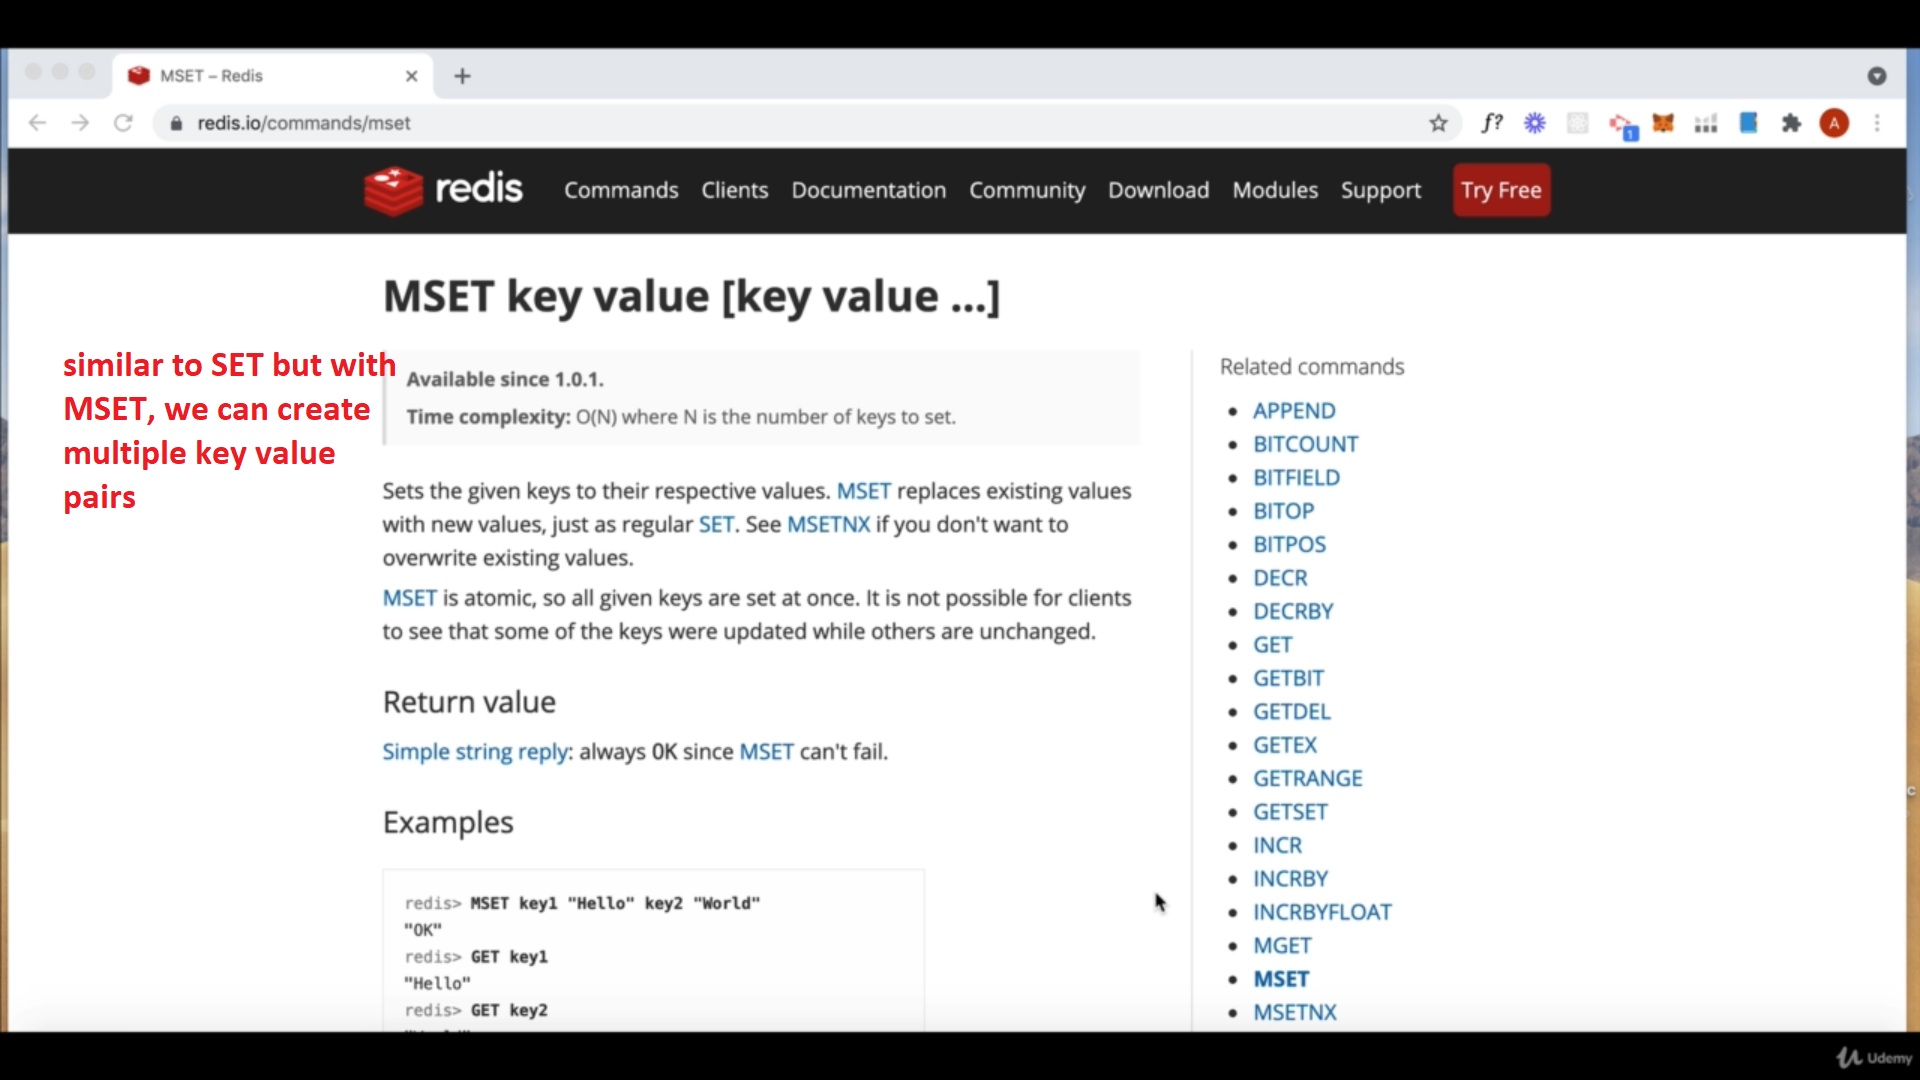 MSET – Redis
redis.io/commands/mset
f?
1
A
redis
Commands
Clients
Documentation
Community
Download
Modules
Support
Try Free
MSET key value [key value ...]
similar to SET but with
MSET, we can create
multiple key value
pairs
Available since 1.0.1.
Time complexity: O(N) where N is the number of keys to set.
Sets the given keys to their respective values. MSET replaces existing values
with new values, just as regular SET. See MSETNX if you don't want to
overwrite existing values.
MSET is atomic, so all given keys are set at once. It is not possible for clients
to see that some of the keys were updated while others are unchanged.
Return value
Simple string reply: always OK since MSET can't fail.
Examples
redis> MSET key1 "Hello" key2 "World"
"OK"
redis> GET key1
"Hello"
redis> GET key2
Related commands
APPEND
BITCOUNT
BITFIELD
BITOP
BITPOS
DECR
DECRBY
GET
GETBIT
GETDEL
GETEX
GETRANGE
GETSET
INCR
INCRBY
INCRBYFLOAT
MGET
MSET
MSETNX
c
Udemy